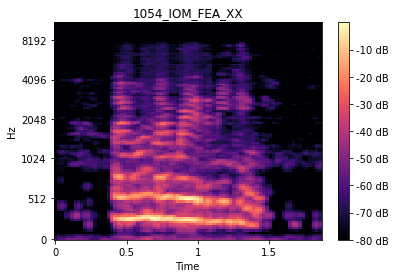 1054_IOM_FEA_XX
8192
4096
2048
1024
512
0
Hz
0
0.5
1
1.5
Time
-10 dB
-20 dB
-30 dB
-40 dB
-50 dB
-60 dB
-70 dB
-80 dB